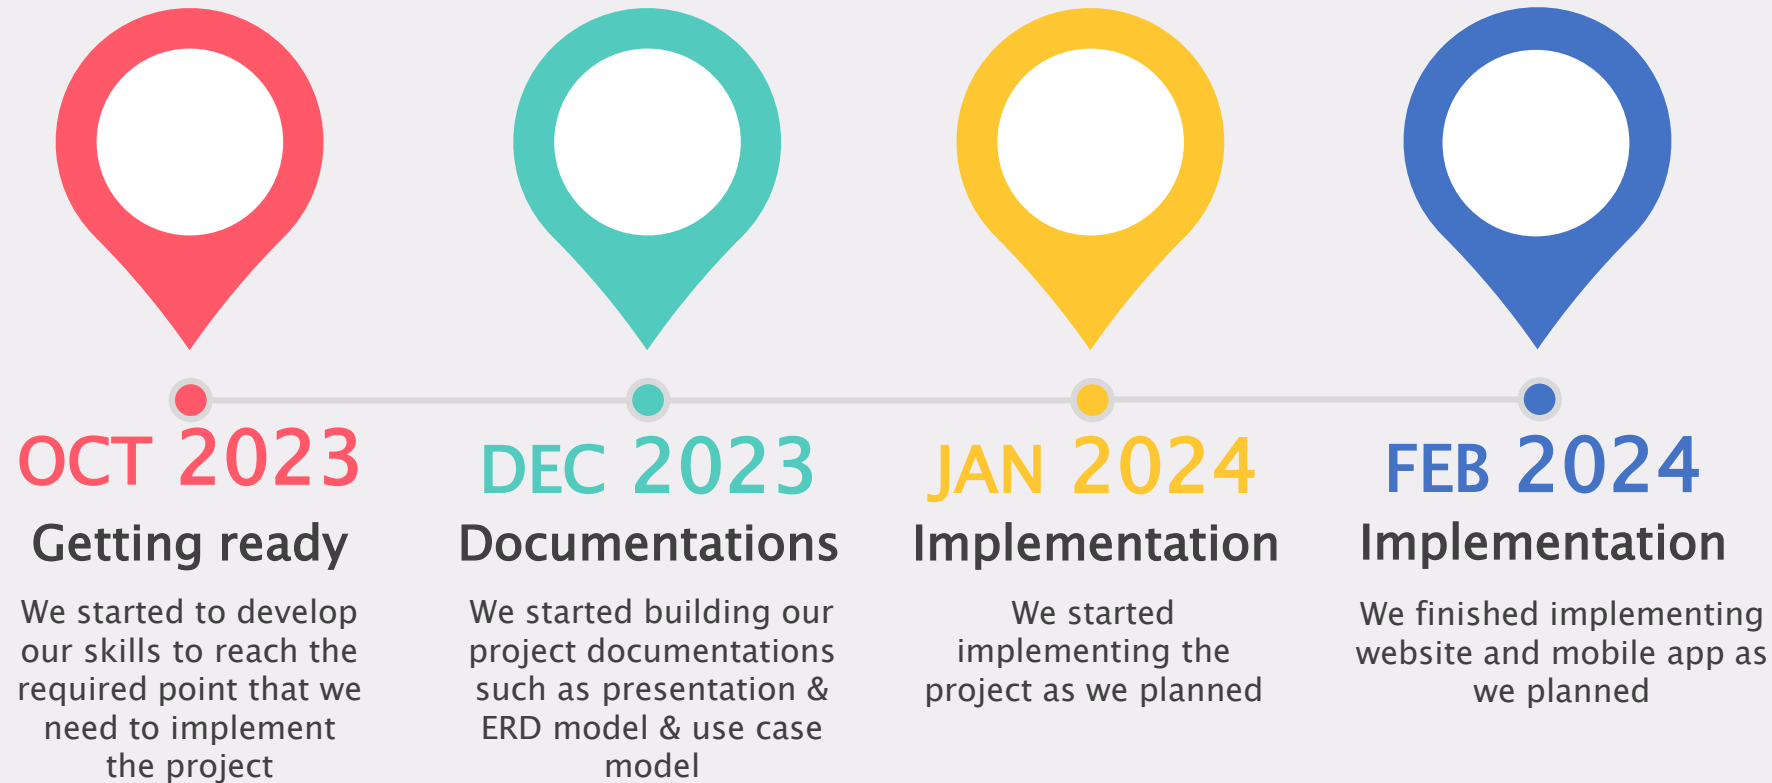 OCT 2023
Getting ready
We started to develop
our skills to reach the
required point that we
need to implement
the project
DEC 2023
Documentations
We started building our
project documentations
such as presentation &
ERD model & use case
model
JAN 2024
Implementation
We started
implementing the
project as we planned
FEB 2024
Implementation
We finished implementing
website and mobile app as
we planned